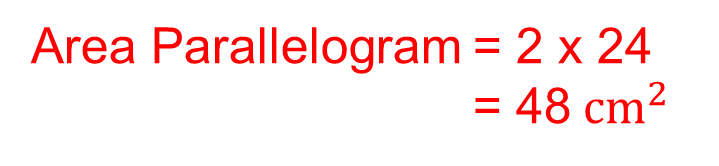 Area Parallelogram = 2 x 24
= 48 cm²